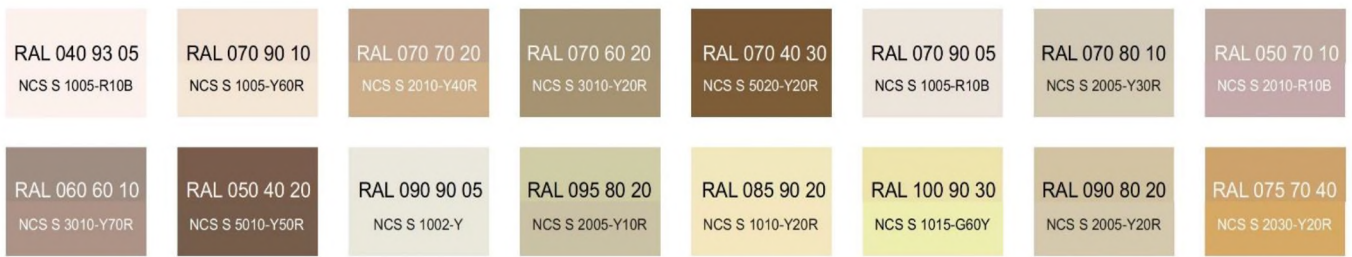 RAL 040 93 05
NCS S 1005-R10B
RAL 070 90 10
NCS S 1005-Y60R
RAL 070 70 20
NCS S 2010-Y40R
RAL 070 60 20
NCS S 3010-Y20R
RAL 070 40 30
NCS S 5020-Y20R
RAL 070 90 05
NCS S 1005-R10B
RAL 070 80 10
NCS S 2005-Y30R
RAL 050 70 10
NCS S 2010-R10B
RAL 060 60 10
NCS S 3010-Y70R
RAL 050 40 20
NCS S 5010-Y50R
RAL 090 90 05
NCS S 1002-Y
RAL 095 80 20
NCS S 2005-Y10R
RAL 085 90 20
NCS S 1010-Y20R
RAL 100 90 30
NCS S 1015-G60Y
RAL 090 80 20
NCS S 2005-Y20R
RAL 075 70 40
NCS S 2030-Y20R